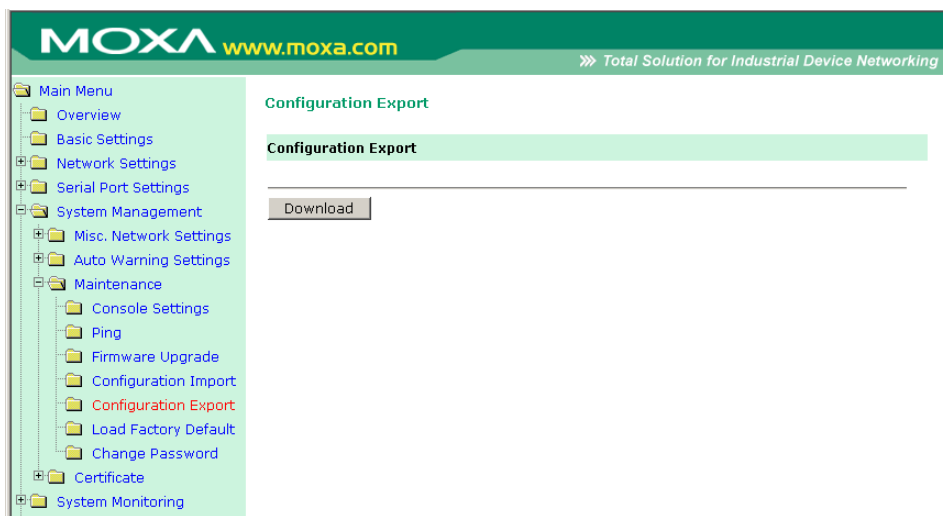 MOXA www.moxa.com
Total Solution for Industrial Device Networking
Main Menu
Overview
Basic Settings
Network Settings
Serial Port Settings
System Management
Misc. Network Settings
Auto Warning Settings
Maintenance
Console Settings
Ping
Firmware Upgrade
Configuration Import
Configuration Export
Load Factory Default
Change Password
Certificate
System Monitoring
Configuration Export
Configuration Export
Download